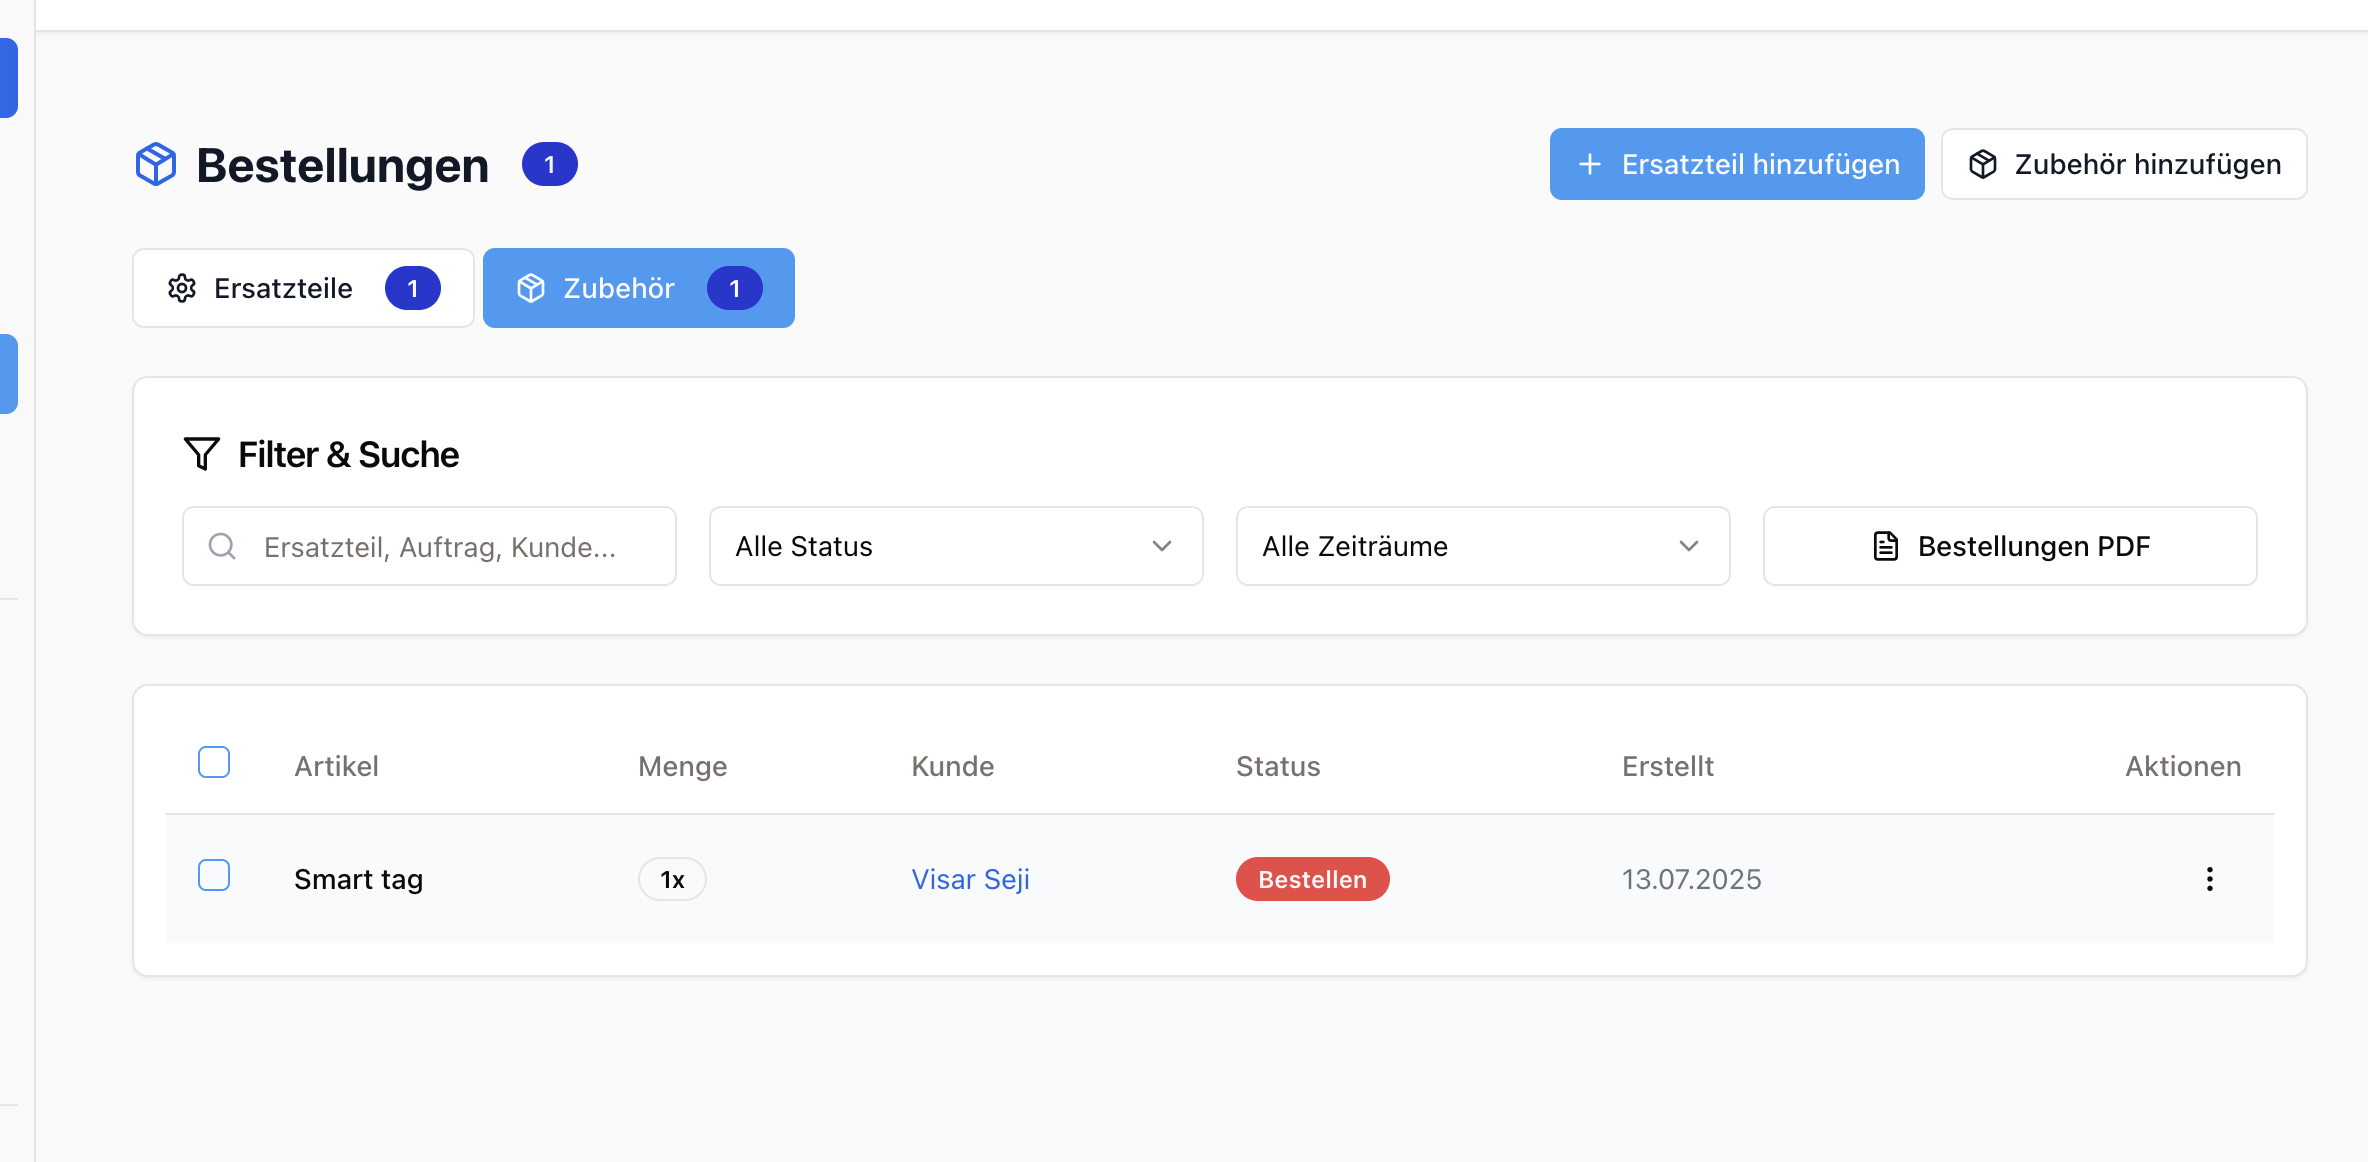 Bestellungen 1
Ersatzteil hinzufügen
Zubehör hinzufügen
Ersatzteile 1
Zubehör 1
Filter & Suche
Ersatzteil, Auftrag, Kunde...
Alle Status
Alle Zeiträume
Bestellungen PDF
Artikel Menge Kunde Status Erstellt Aktionen
Smart tag 1x Visar Seji Bestellen 13.07.2025